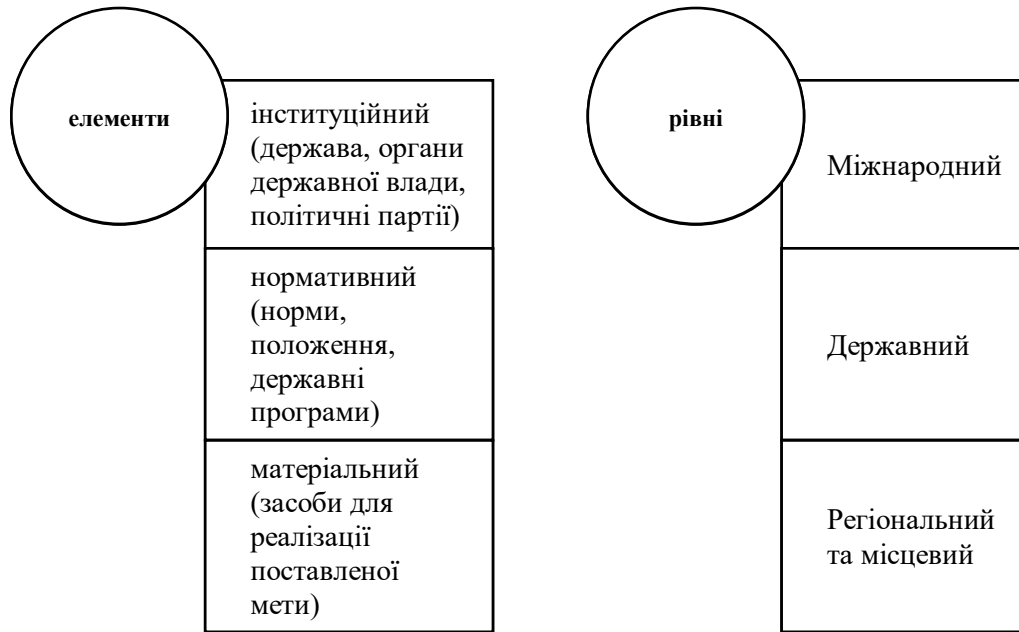 елементи
інституційний
(держава, органи
державної влади,
політичні партії)
нормативний
(норми,
положення,
державні
програми)
матеріальний
(засоби для
реалізації
поставленої
мети)
рівні
Міжнародний
Державний
Регіональний
та місцевий